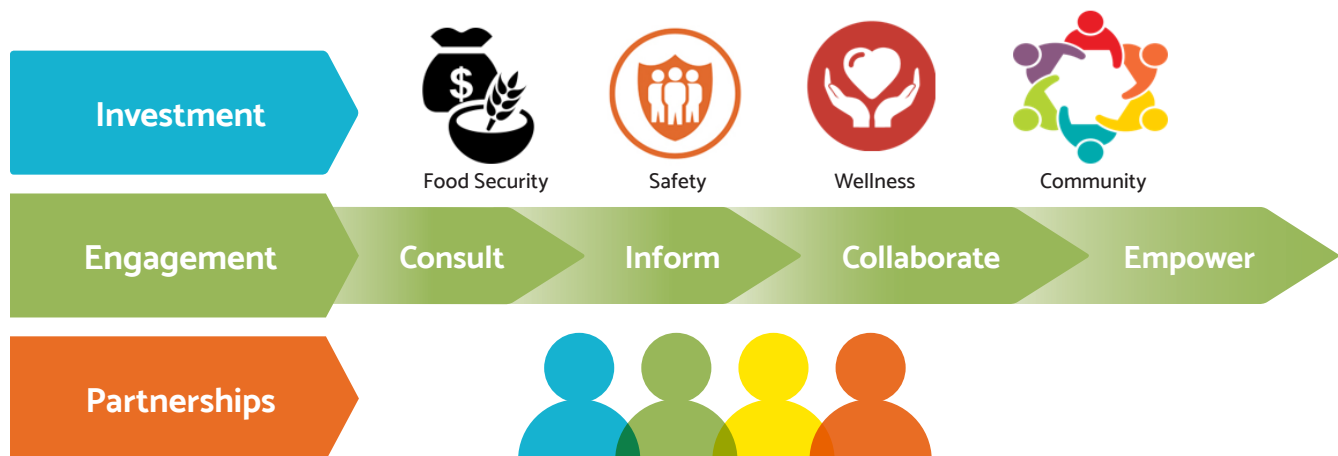 Investment
$
Food Security
Safety
Wellness
Community
Engagement
Consult
Inform
Collaborate
Empower
Partnerships